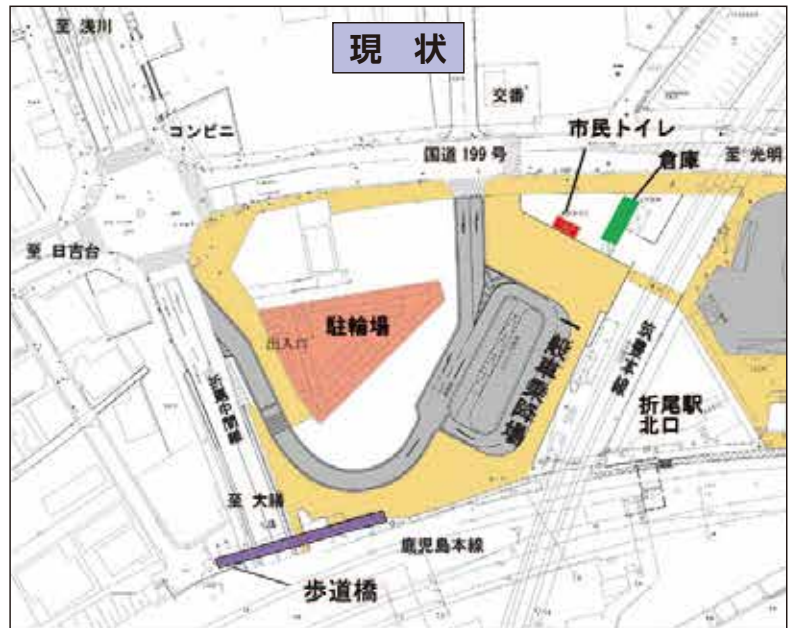 現 状
至 浅川
交番
コンビニ
市民トイレ
国道 199 号
倉庫
至 光明
至 日吉台
駐輪場
出入口
一般車乗降場
筑豊本線
折尾中間線
折尾駅
北口
至 大膳
鹿児島本線
歩道橋